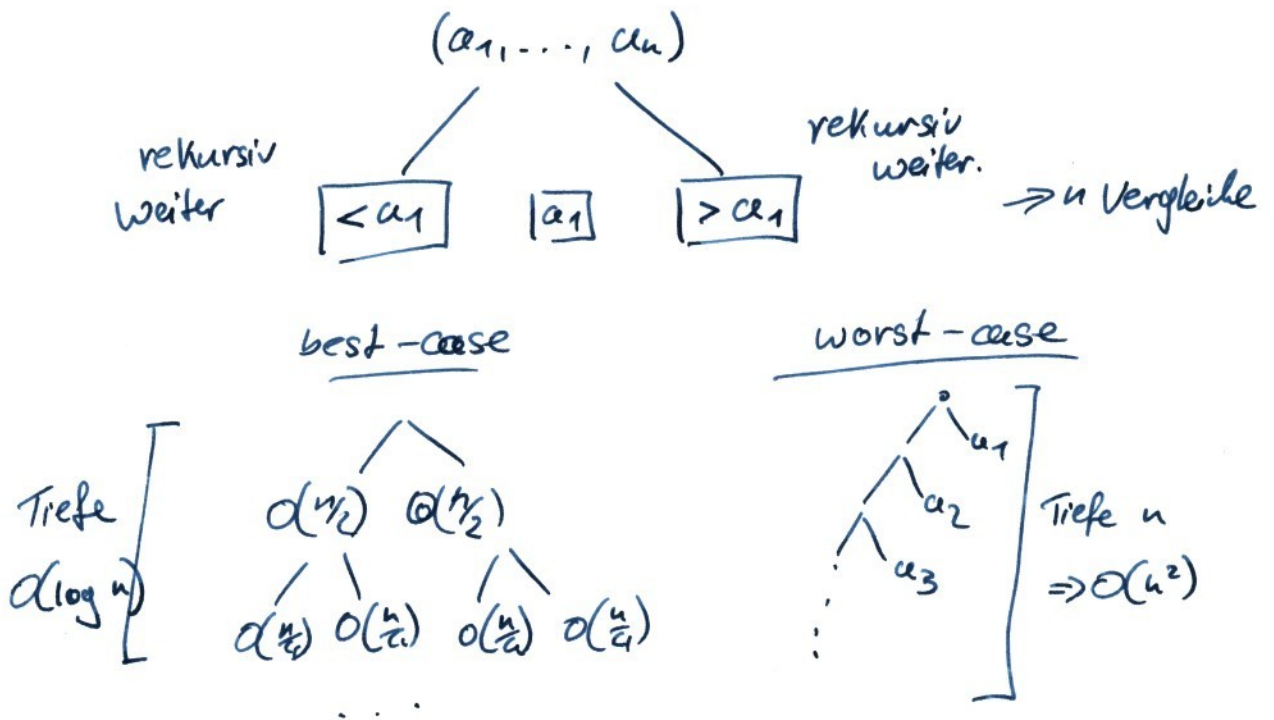 (a₁, ..., aₙ)
rekursiv
weiter
< a₁
a₁
> a₁
rekursiv
weiter.
→ n Vergleiche
best-case
worst-case
Tiefe
O(log n)
O(n/2) O(n/2)
O(n/4) O(n/4) O(n/4) O(n/4)
. . .
a₁
a₂
a₃
Tiefe n
⇒ O(n²)